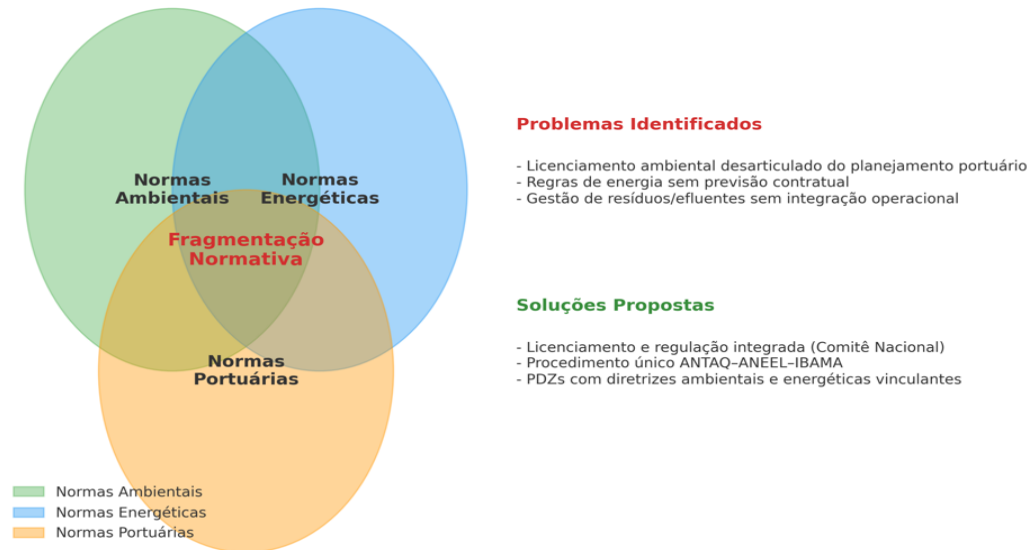 Normas
Ambientais
Normas
Energéticas
Fragmentação
Normativa
Normas
Portuárias
Normas Ambientais
Normas Energéticas
Normas Portuárias
Problemas Identificados
- Licenciamento ambiental desarticulado do planejamento portuário
- Regras de energia sem previsão contratual
- Gestão de resíduos/efluentes sem integração operacional
Soluções Propostas
- Licenciamento e regulação integrada (Comitê Nacional)
- Procedimento único ANTAQ–ANEEL–IBAMA
- PDZs com diretrizes ambientais e energéticas vinculantes